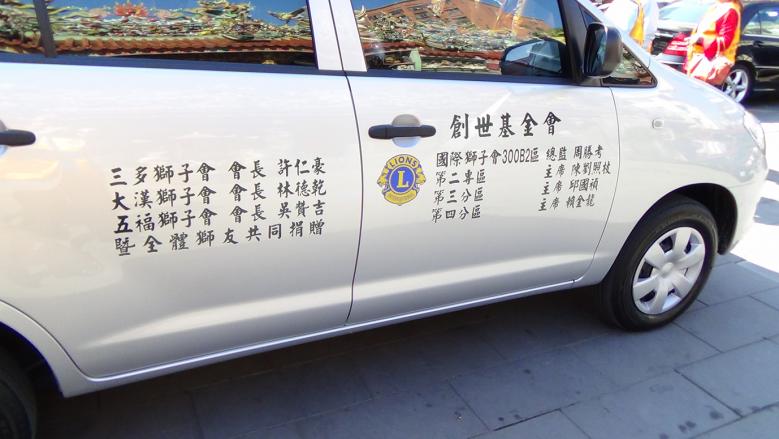 創世基金會
國際獅子會300B2區 總監 周勝考
第二專區 主席 陳劉照枝
第三分區 主席 邱國禎
第四分區 主席 賴金龍
LIONS
L
三多獅子會 會長 許仁豪
大漢獅子會 會長 林德乾
五福獅子會 會長 吳贊吉
暨全體獅友共同捐贈